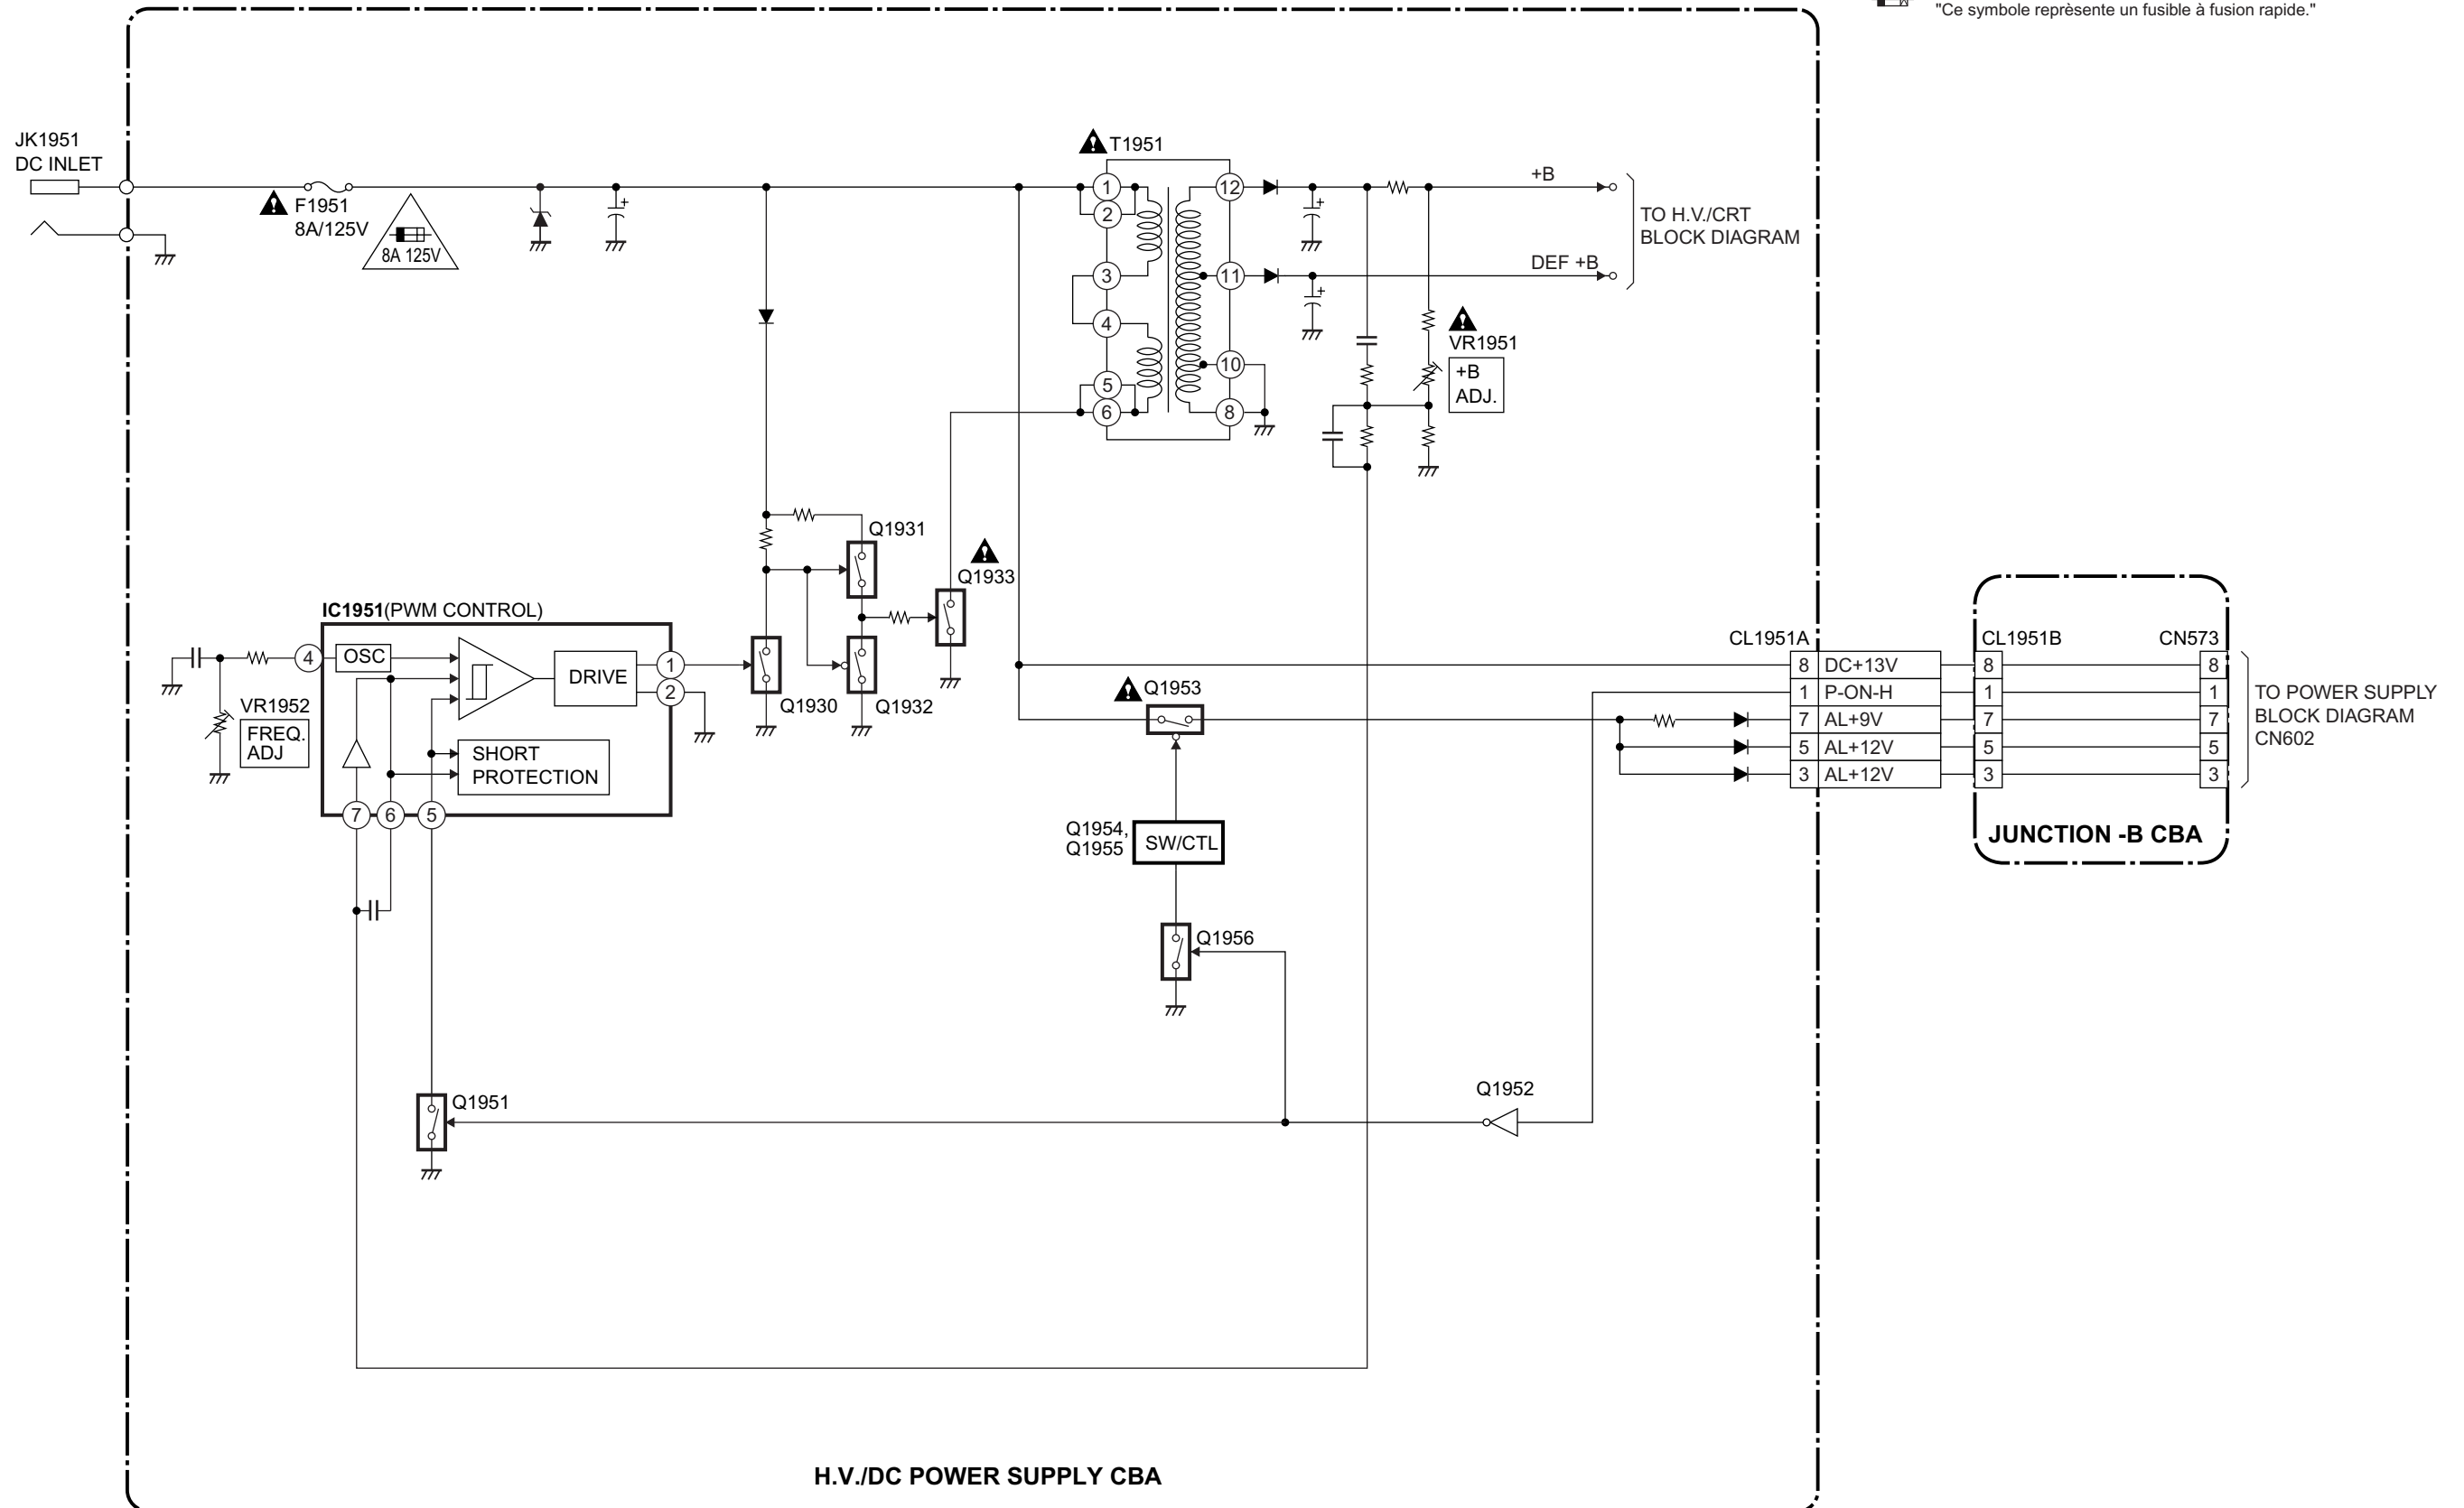 "Ce symbole reprèsente un fusible à fusion rapide."
JK1951
DC INLET
F1951
8A/125V
8A 125V
T1951
1
2
3
4
5
6
12
11
10
8
+B
DEF +B
TO H.V./CRT
BLOCK DIAGRAM
VR1951
+B
ADJ.
Q1931
Q1933
IC1951(PWM CONTROL)
4
OSC
DRIVE
1
2
SHORT
PROTECTION
7
6
5
VR1952
FREQ.
ADJ
Q1930
Q1932
Q1953
Q1954,
Q1955
SW/CTL
Q1956
Q1951
Q1952
CL1951A
8 DC+13V
1 P-ON-H
7 AL+9V
5 AL+12V
3 AL+12V
CL1951B
8
1
7
5
3
CN573
8
1
7
5
3
TO POWER SUPPLY
BLOCK DIAGRAM
CN602
JUNCTION -B CBA
H.V./DC POWER SUPPLY CBA